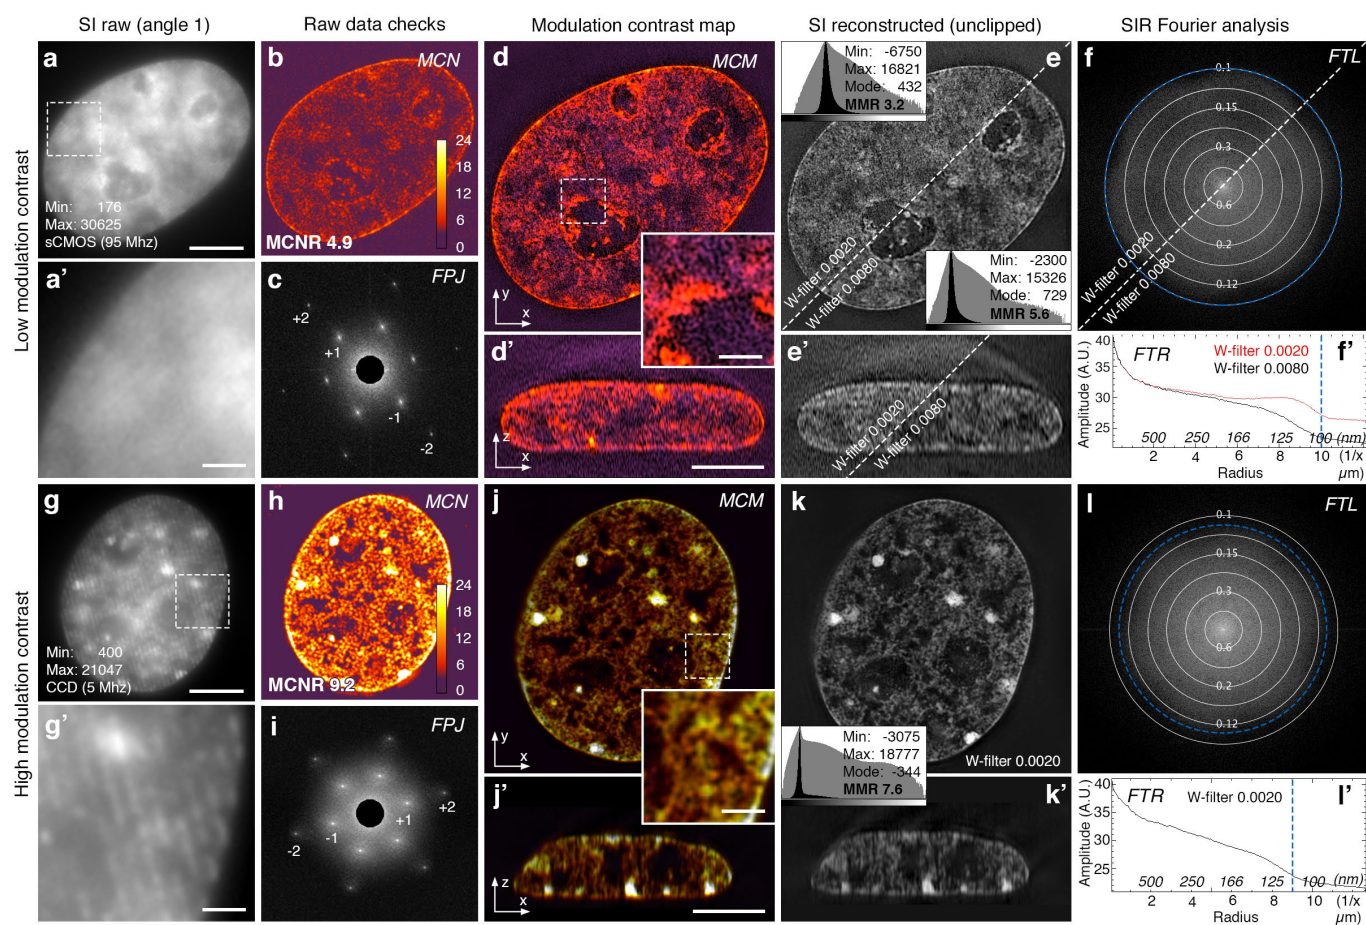 SI raw (angle 1)
Raw data checks
Modulation contrast map
SI reconstructed (unclipped)
SIR Fourier analysis
Low modulation contrast
a
Min: 176
Max: 30625
sCMOS (95 Mhz)
b
MCN
24
18
12
6
0
MCNR 4.9
d
MCM
y
x
e
Min: -6750
Max: 16821
Mode: 432
MMR 3.2
W-filter 0.0020
W-filter 0.0080
Min: -2300
Max: 15326
Mode: 729
MMR 5.6
f
FTL
0.1
0.15
0.3
0.6
0.2
0.12
W-filter 0.0020
W-filter 0.0080
a'
c
FPJ
+2
+1
-1
-2
d'
z
x
e'
W-filter 0.0020
W-filter 0.0080
f'
FTR
W-filter 0.0020
W-filter 0.0080
Amplitude (A.U.)
40
35
30
25
500 250 166 125 100 (nm)
2 4 6 8 10 (1/x µm)
Radius
High modulation contrast
g
Min: 400
Max: 21047
CCD (5 Mhz)
h
MCN
24
18
12
6
0
MCNR 9.2
j
MCM
y
x
k
W-filter 0.0020
Min: -3075
Max: 18777
Mode: -344
MMR 7.6
l
FTL
0.1
0.15
0.3
0.6
0.2
0.12
g'
i
FPJ
+2
+1
-1
-2
j'
z
x
k'
l'
FTR
W-filter 0.0020
Amplitude (A.U.)
40
35
30
25
500 250 166 125 100 (nm)
2 4 6 8 10 (1/x µm)
Radius